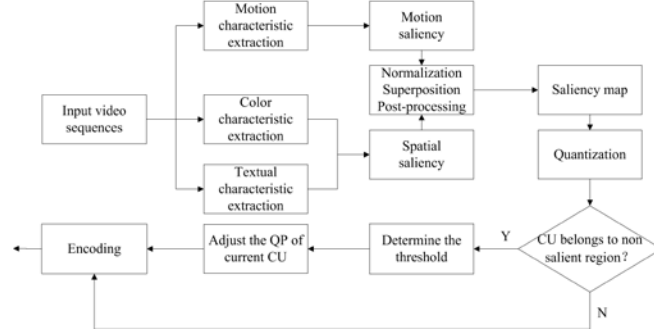 Motion
characteristic extraction
Motion
saliency
Normalization
Superposition
Post-processing
Saliency map
Input video
sequences
Color
characteristic
extraction
Spatial
saliency
Quantization
Textual
characteristic
extraction
Encoding
Adjust the QP of
current CU
Determine the
threshold
Y
CU belongs to non
salient region?
N